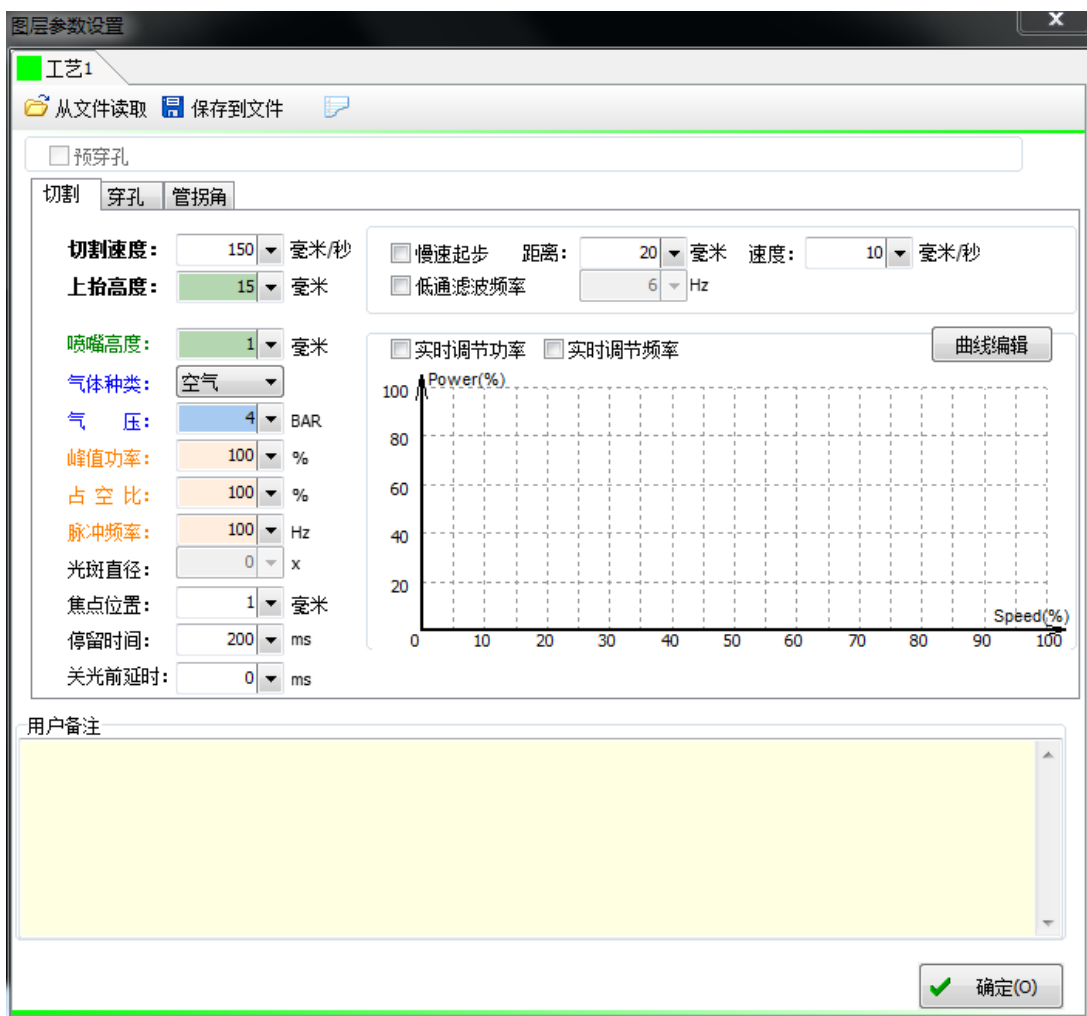 图层参数设置
x
工艺1
从文件读取 保存到文件
预穿孔
切割 穿孔 管拐角
切割速度: 150 毫米/秒
上抬高度: 15 毫米
慢速起步 距离: 20 毫米 速度: 10 毫米/秒
低通滤波频率 6 Hz
喷嘴高度: 1 毫米
气体种类: 空气
气 压: 4 BAR
峰值功率: 100 %
占 空 比: 100 %
脉冲频率: 100 Hz
光斑直径: 0 x
焦点位置: 1 毫米
停留时间: 200 ms
关光前延时: 0 ms
实时调节功率 实时调节频率 曲线编辑
Power(%)
100
80
60
40
20
Speed(%)
0 10 20 30 40 50 60 70 80 90 100
用户备注
确定(O)